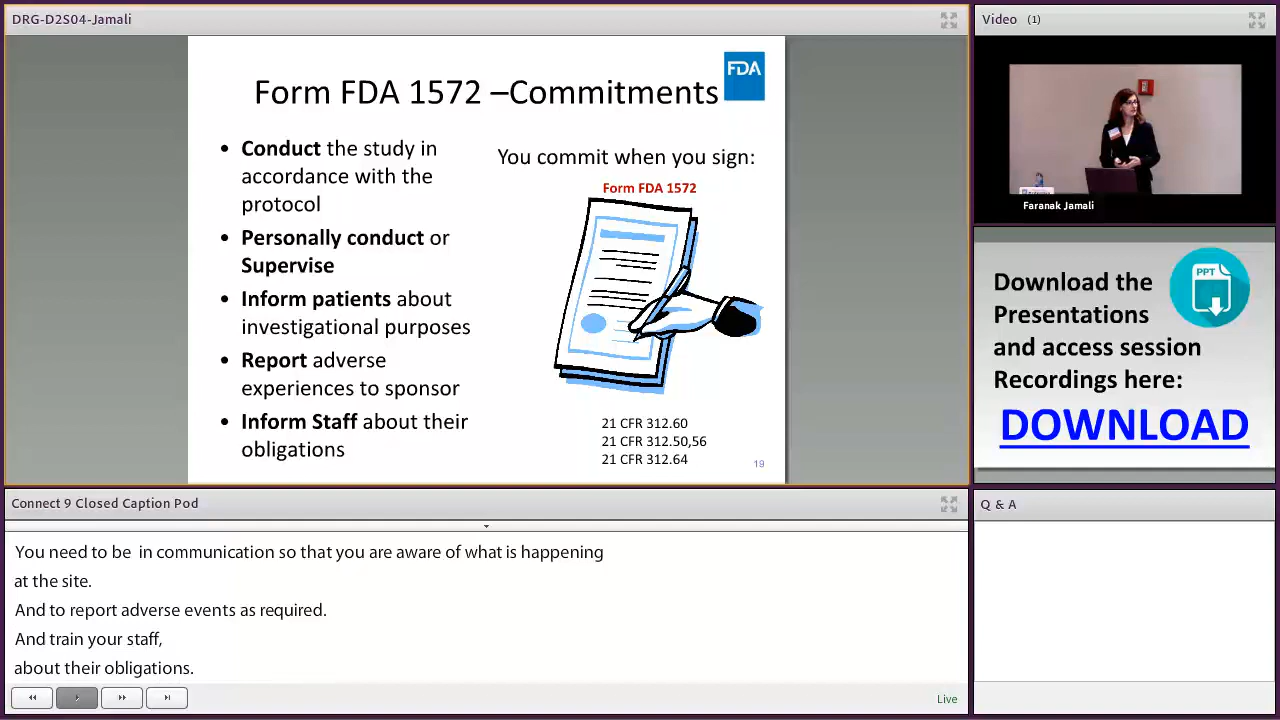 DRG-D2S04-Jamali
Form FDA 1572 –Commitments
FDA
• Conduct the study in
accordance with the
protocol
• Personally conduct or
Supervise
• Inform patients about
investigational purposes
• Report adverse
experiences to sponsor
• Inform Staff about their
obligations
You commit when you sign:
Form FDA 1572
21 CFR 312.60
21 CFR 312.50,56
21 CFR 312.64
19
Video (1)
Faranak Jamali
Download the
Presentations
and access session
Recordings here:
DOWNLOAD
PPT
Connect 9 Closed Caption Pod
You need to be in communication so that you are aware of what is happening
at the site.
And to report adverse events as required.
And train your staff,
about their obligations.
Live
Q & A